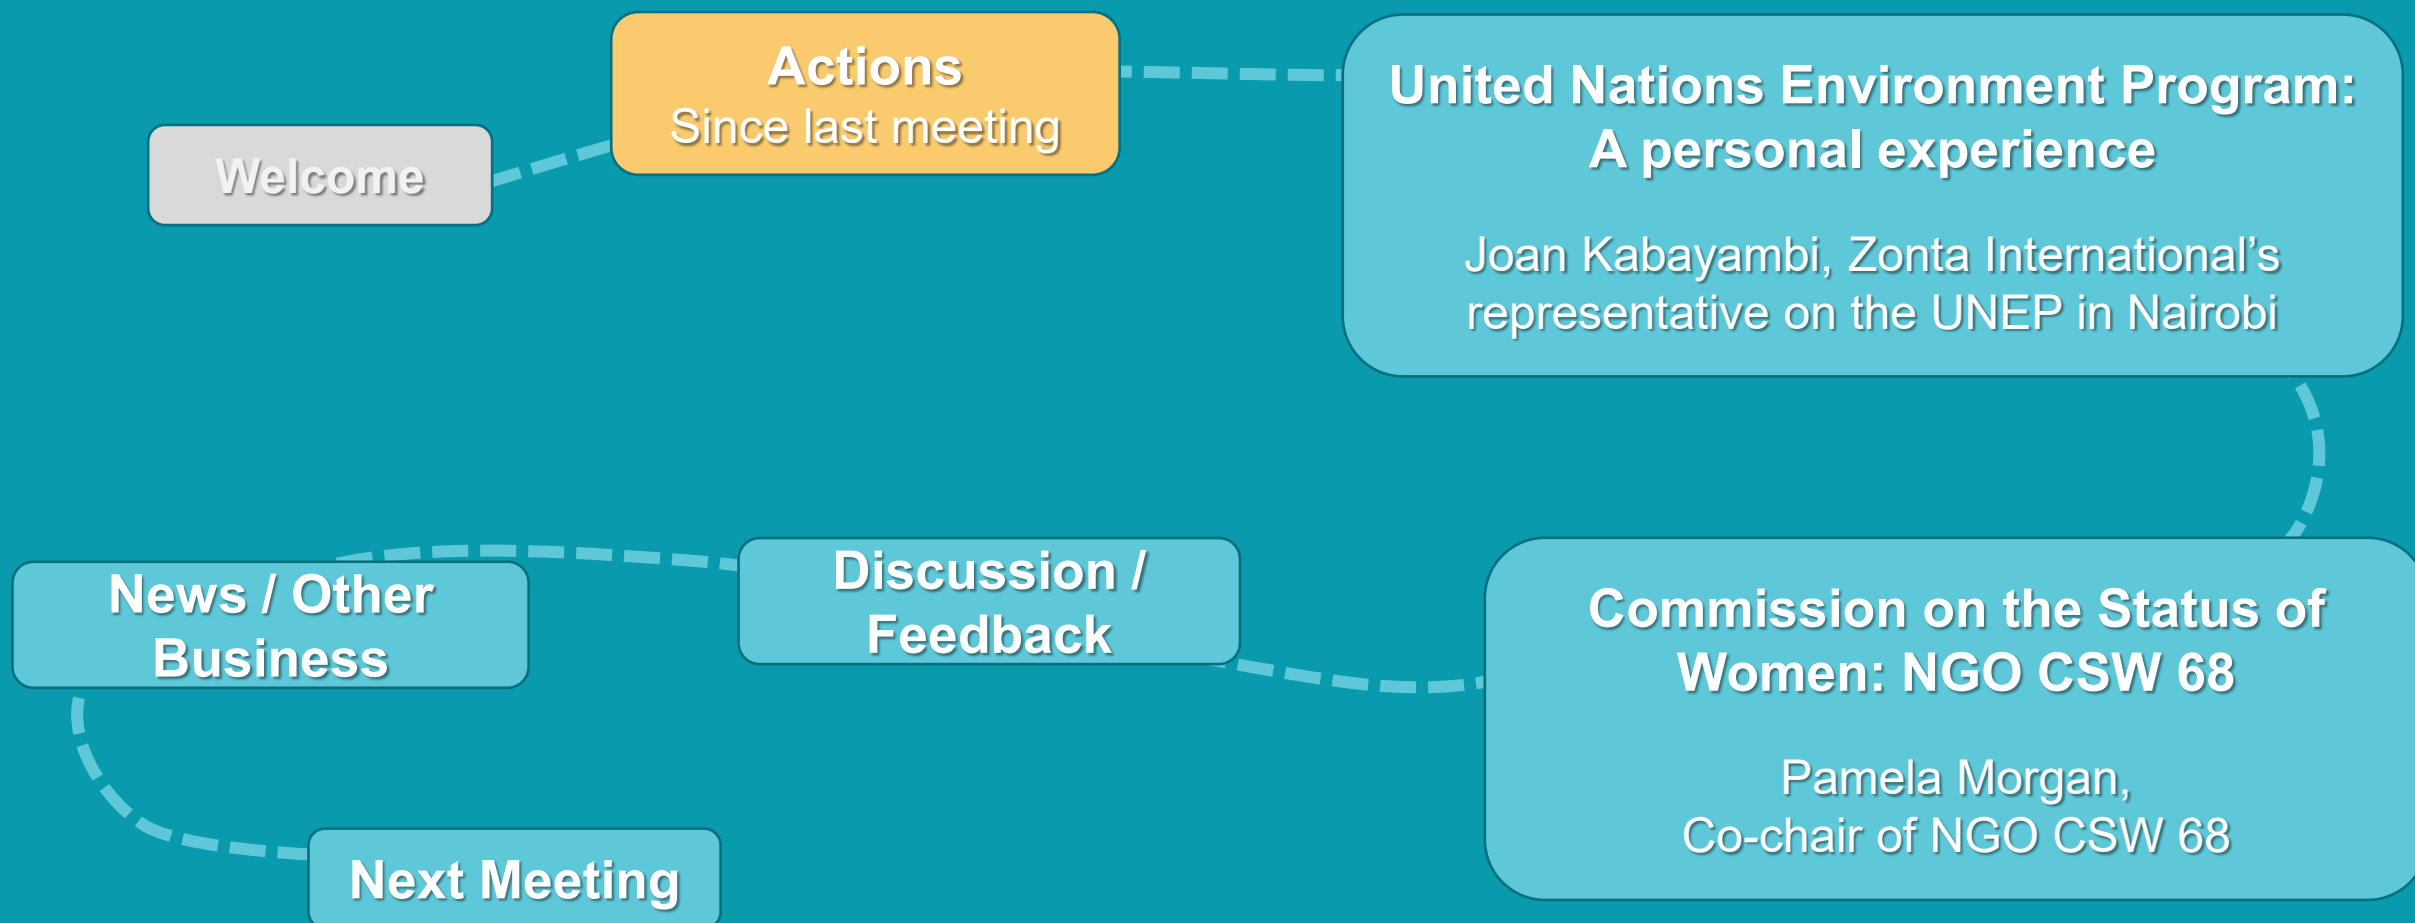 Welcome
Actions
Since last meeting
United Nations Environment Program:
A personal experience
Joan Kabayambi, Zonta International’s
representative on the UNEP in Nairobi
Commission on the Status of
Women: NGO CSW 68
Pamela Morgan,
Co-chair of NGO CSW 68
Discussion /
Feedback
News / Other
Business
Next Meeting